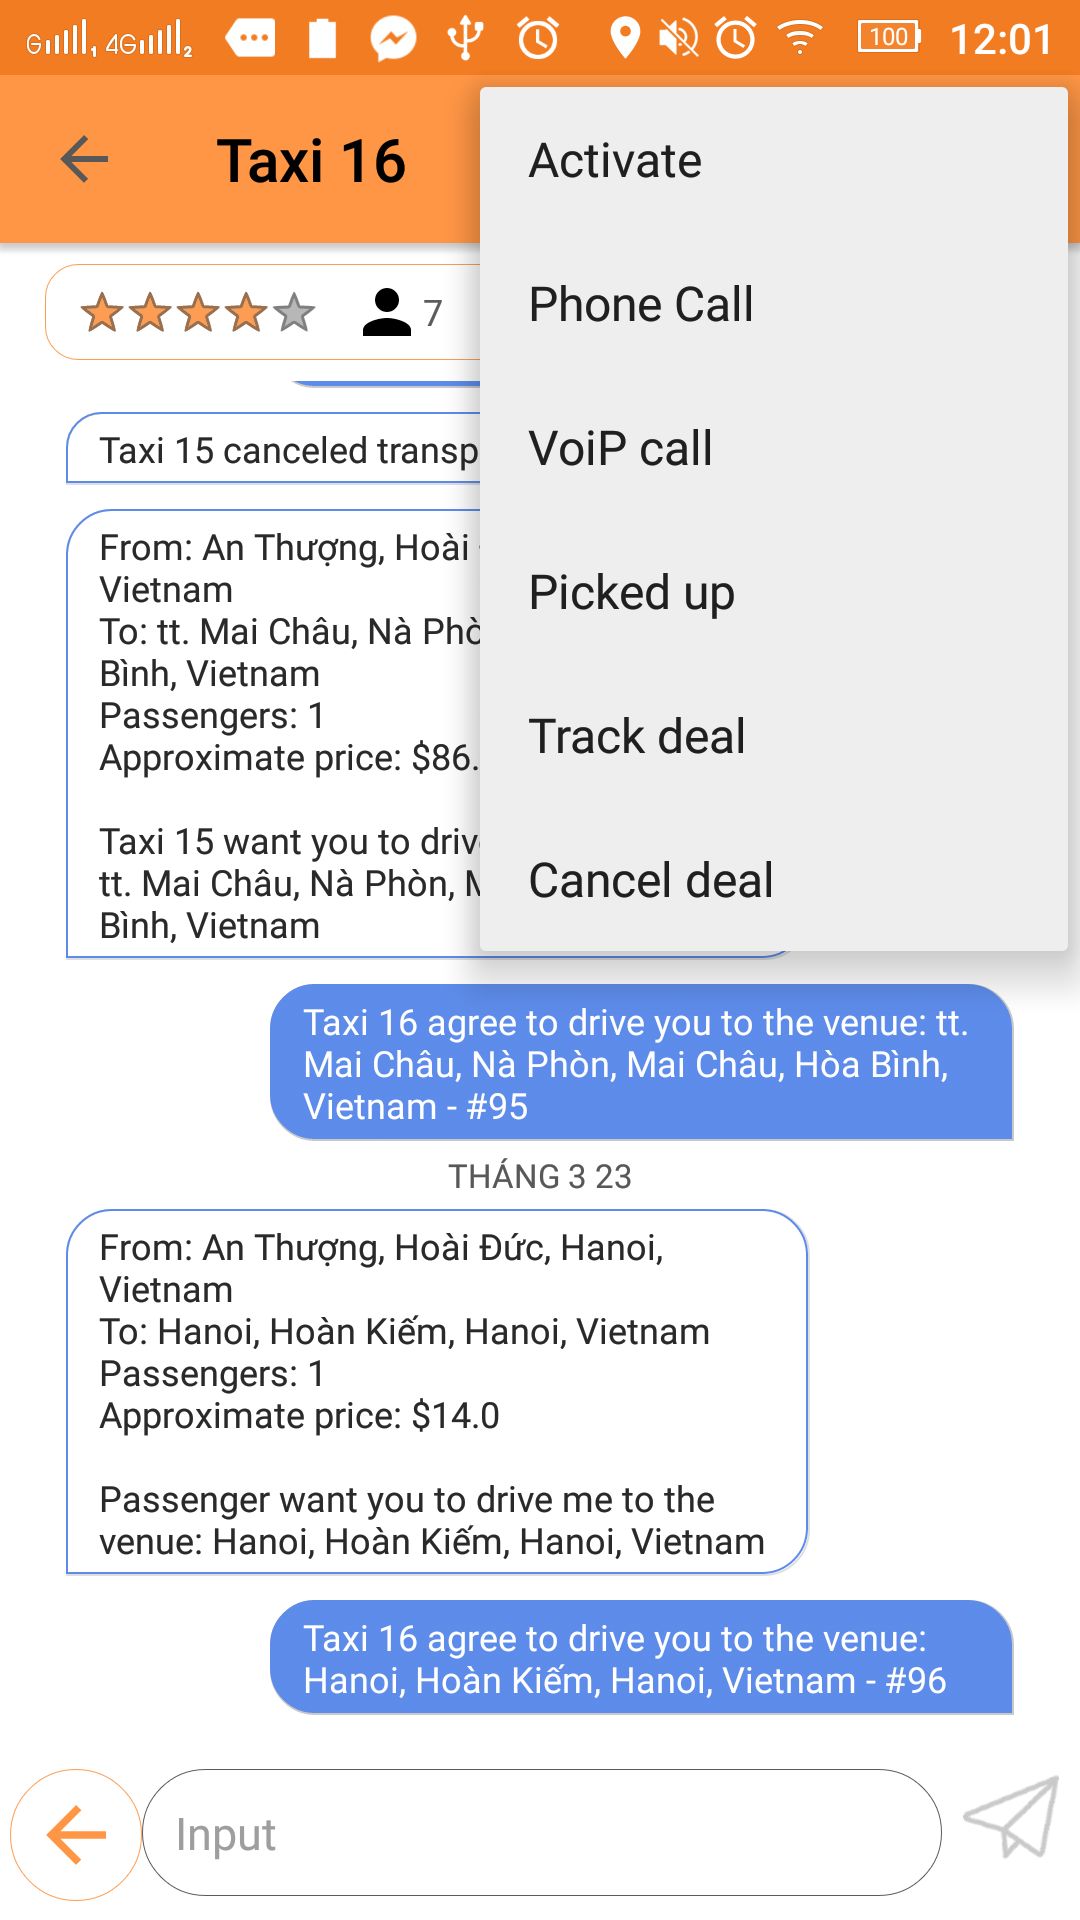 G 1 4G 2 100 12:01
Taxi 16
Activate
Phone Call
VoiP call
Picked up
Track deal
Cancel deal
7
Taxi 15 canceled transp
From: An Thượng, Hoài
Vietnam
To: tt. Mai Châu, Nà Phò
Bình, Vietnam
Passengers: 1
Approximate price: $86.
Taxi 15 want you to driv
tt. Mai Châu, Nà Phòn, M
Bình, Vietnam
Taxi 16 agree to drive you to the venue: tt.
Mai Châu, Nà Phòn, Mai Châu, Hòa Bình,
Vietnam - #95
THÁNG 3 23
From: An Thượng, Hoài Đức, Hanoi,
Vietnam
To: Hanoi, Hoàn Kiếm, Hanoi, Vietnam
Passengers: 1
Approximate price: $14.0
Passenger want you to drive me to the
venue: Hanoi, Hoàn Kiếm, Hanoi, Vietnam
Taxi 16 agree to drive you to the venue:
Hanoi, Hoàn Kiếm, Hanoi, Vietnam - #96
Input